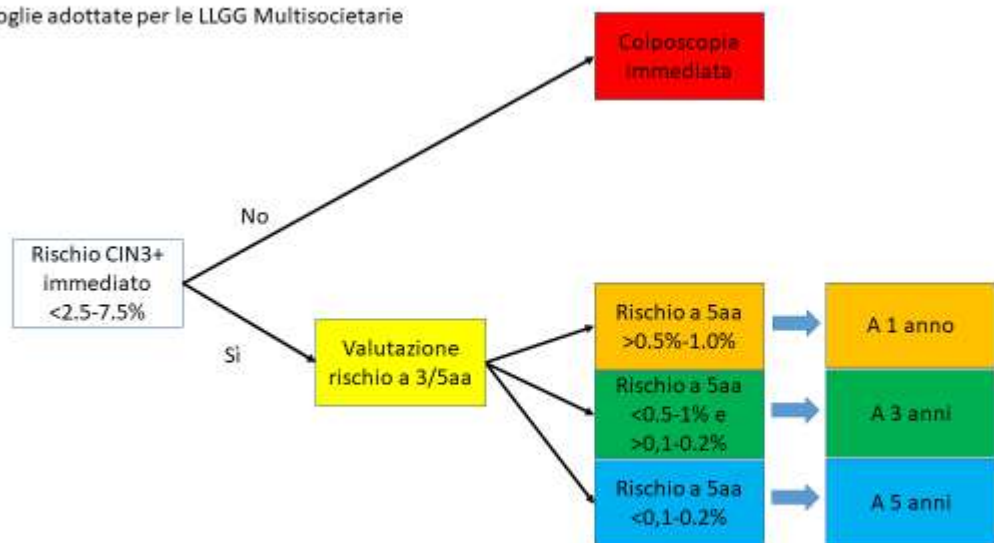 oglie adottate per le LLGG Multisocietarie
Colposcopia
immediata
No
Rischio CIN3+
immediato
<2.5-7.5%
Sì
Valutazione
rischio a 3/5aa
Rischio a 5aa
>0.5%-1.0%
A 1 anno
Rischio a 5aa
<0.5-1% e
>0,1-0.2%
A 3 anni
Rischio a 5aa
<0,1-0.2%
A 5 anni